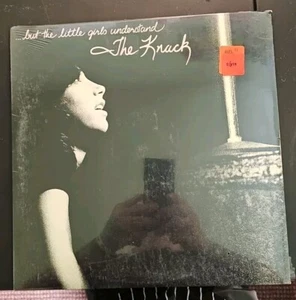 ...but the little girls understand
The Knack